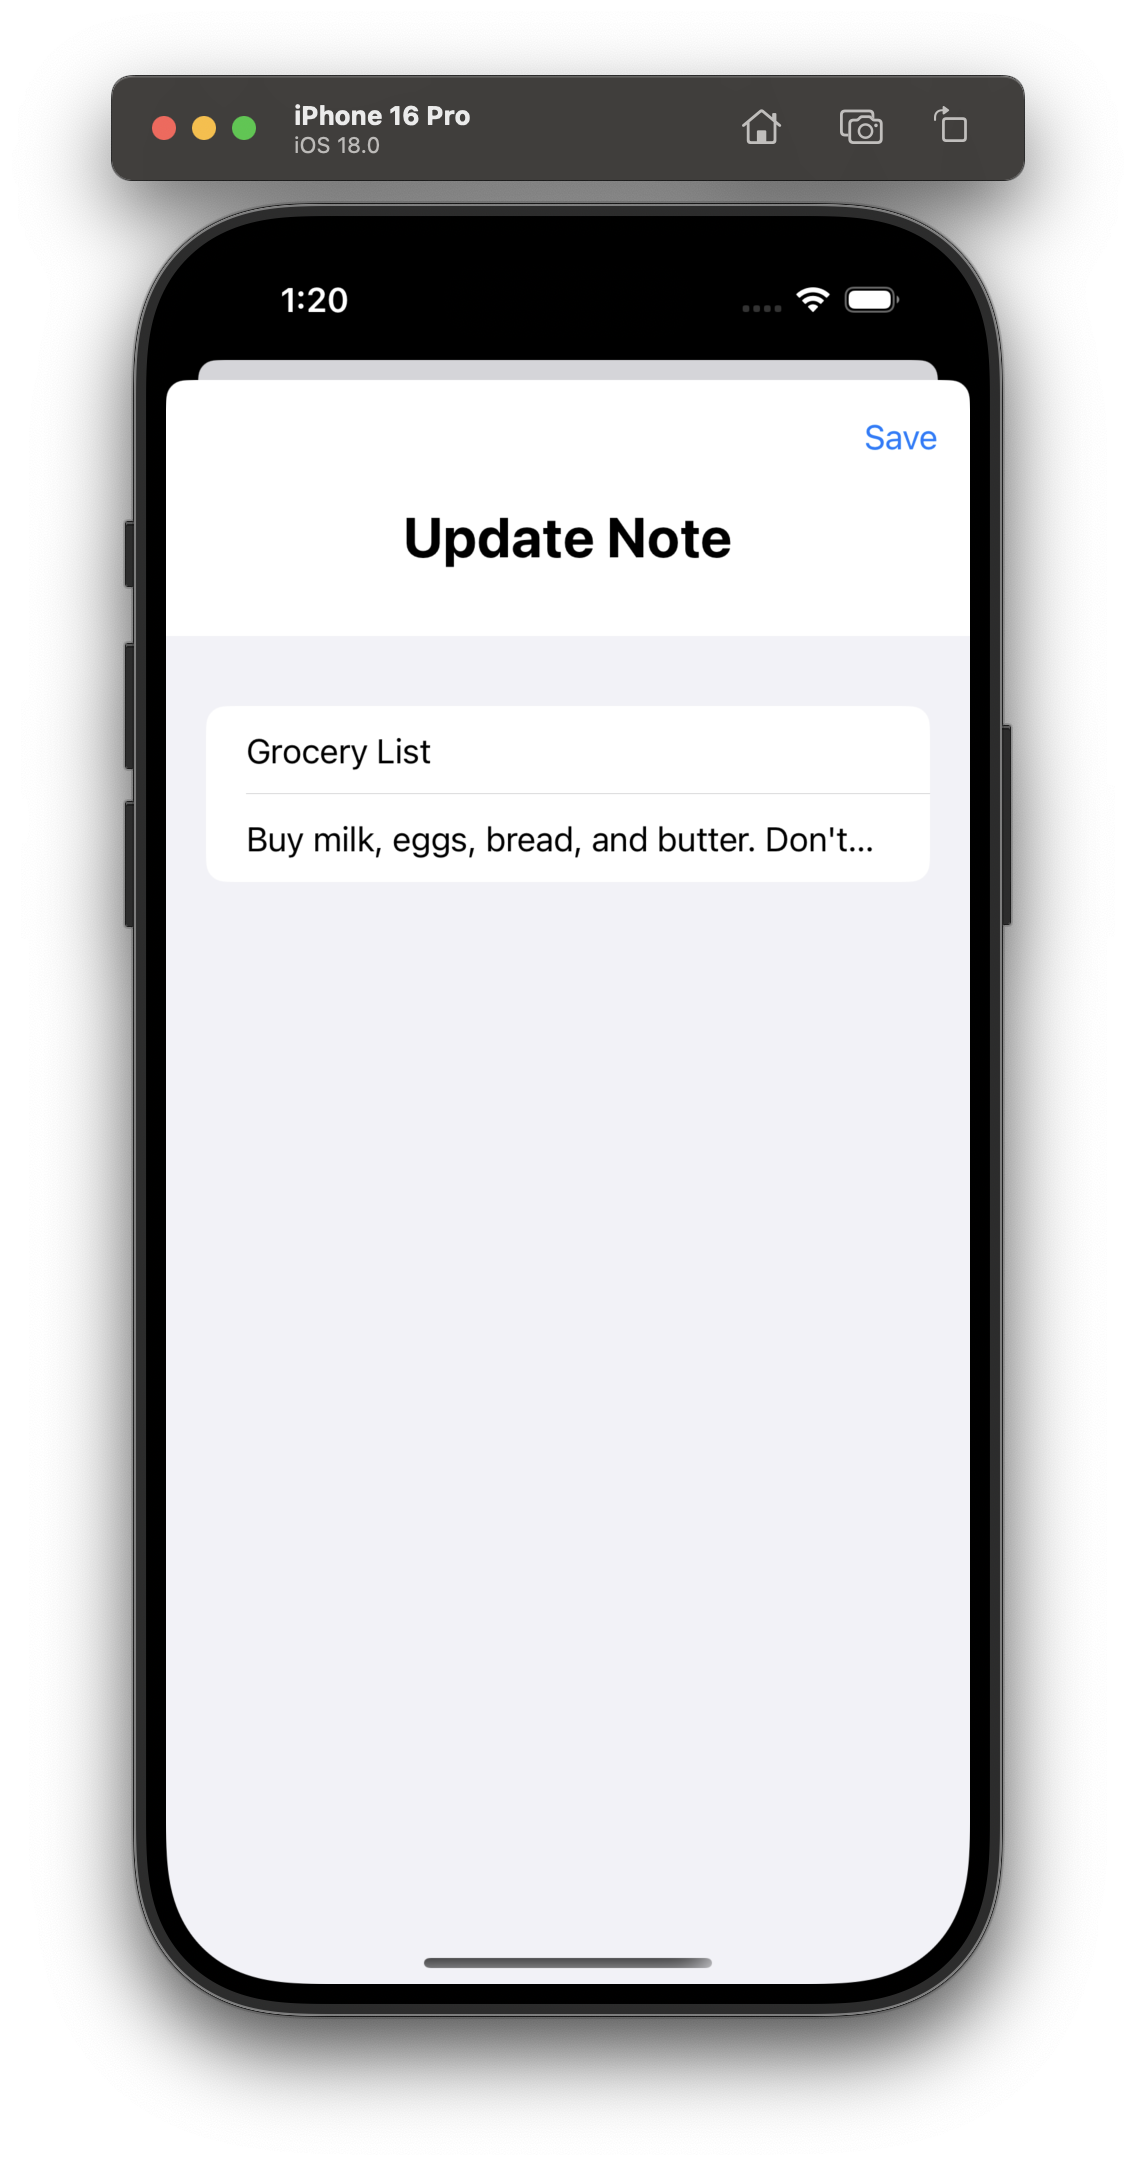 iPhone 16 Pro
iOS 18.0
1:20
Save
Update Note
Grocery List
Buy milk, eggs, bread, and butter. Don't...